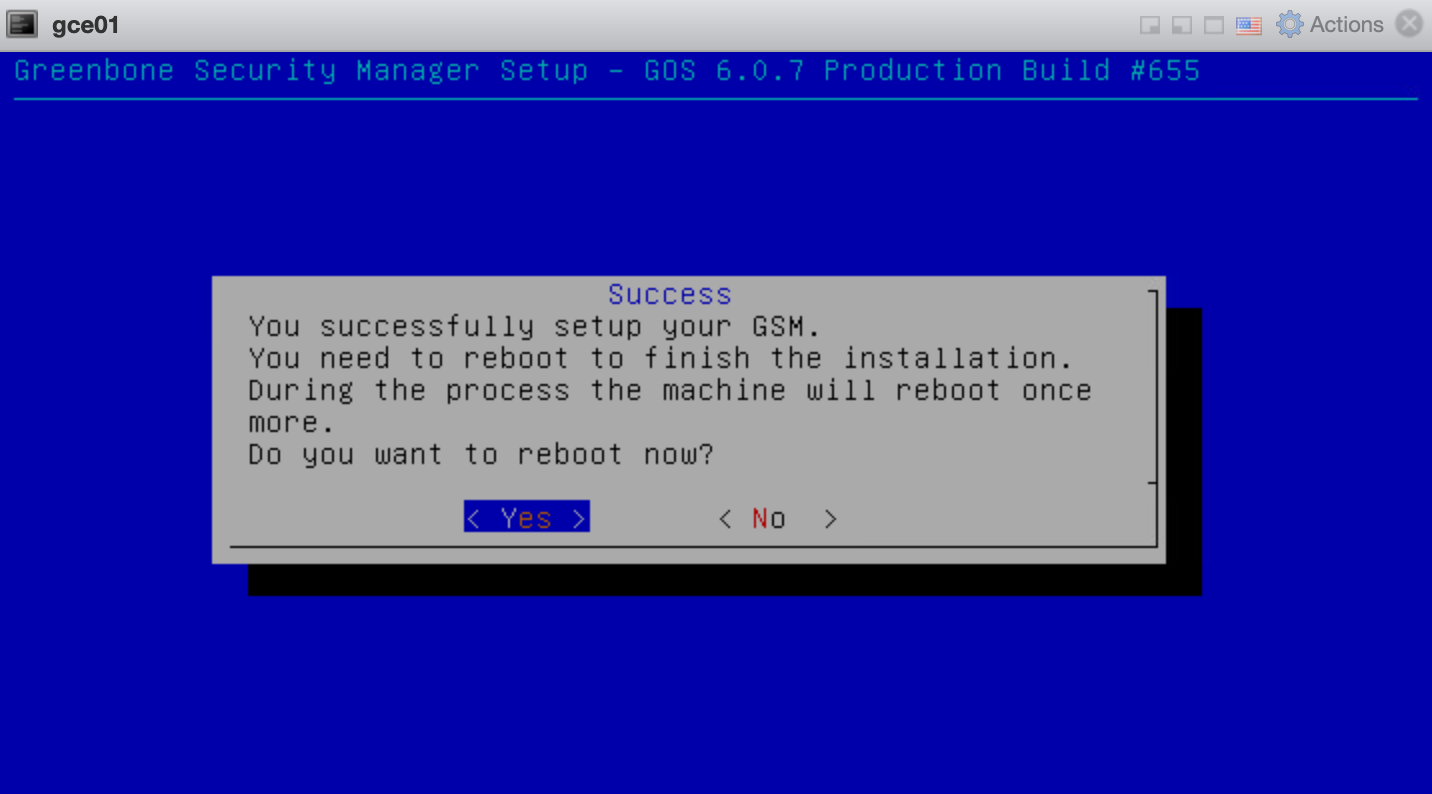 gce01
Actions
Greenbone Security Manager Setup - GOS 6.0.7 Production Build #655
Success
You successfully setup your GSM.
You need to reboot to finish the installation.
During the process the machine will reboot once
more.
Do you want to reboot now?
< Yes > < No >